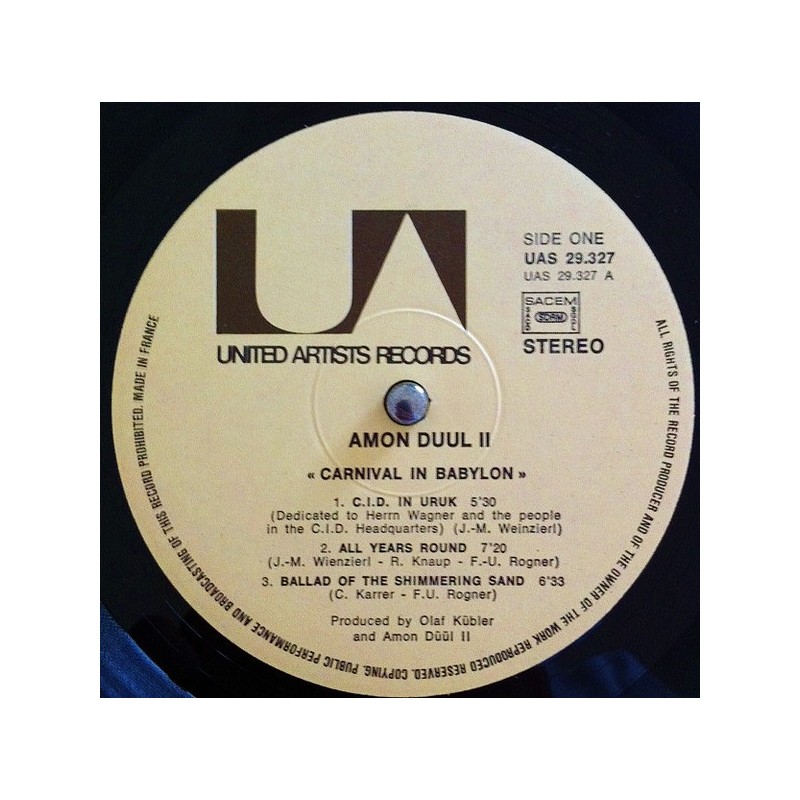 UA
UNITED ARTISTS RECORDS
SIDE ONE
UAS 29.327
UAS 29.327 A
SACEM
SDRM
STEREO
AMON DUUL II
« CARNIVAL IN BABYLON »
1. C.I.D. IN URUK 5'30
(Dedicated to Herrn Wagner and the people
in the C.I.D. Headquarters) (J.-M. Weinzierl)
2. ALL YEARS ROUND 7'20
(J.-M. Wienzierl - R. Knaup - F.-U. Rogner)
3. BALLAD OF THE SHIMMERING SAND 6'33
(C. Karrer - F.U. Rogner)
Produced by Olaf Kübler
and Amon Düül II
ALL RIGHTS OF THE RECORD PRODUCER AND OF THE OWNER OF THE WORK REPRODUCED RESERVED. COPYING, PUBLIC PERFORMANCE AND BROADCASTING OF THIS RECORD PROHIBITED. MADE IN FRANCE